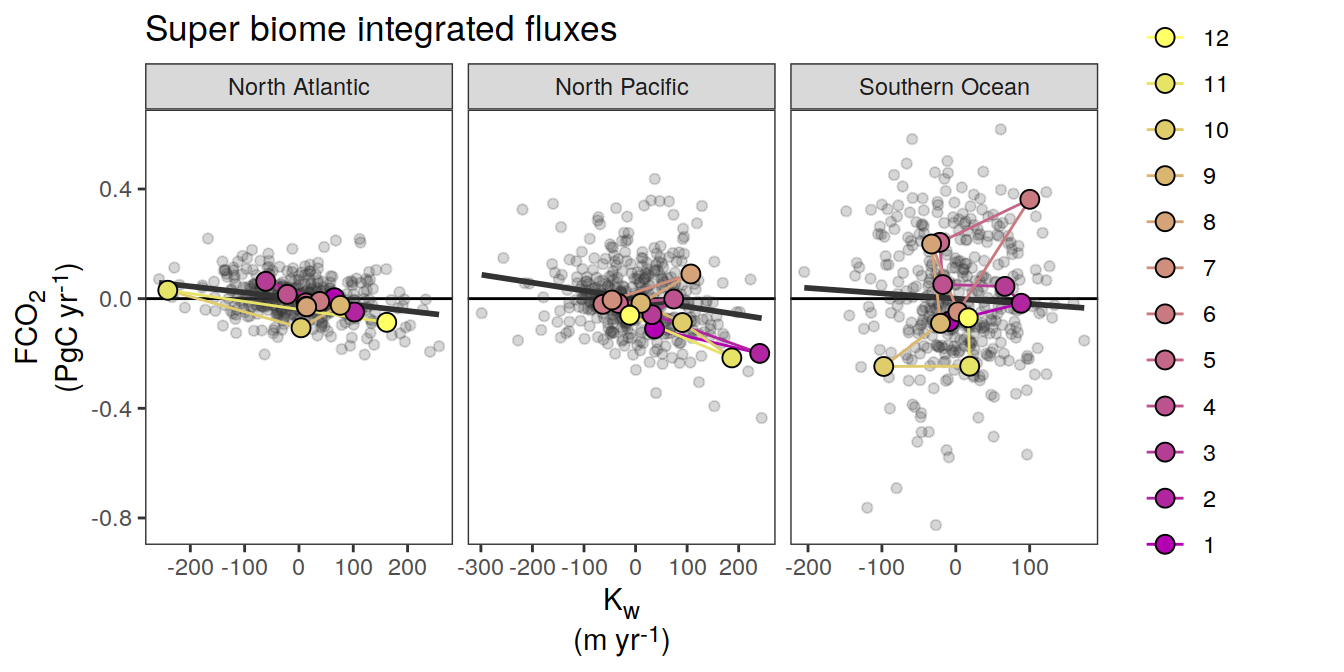 Super biome integrated fluxes
North Atlantic
North Pacific
Southern Ocean
FCO2
(PgC yr-1)
0.4
0.0
-0.4
-0.8
-200 -100 0 100 200
-300 -200 -100 0 100 200
-200 -100 0 100
Kw
(m yr-1)
12
11
10
9
8
7
6
5
4
3
2
1